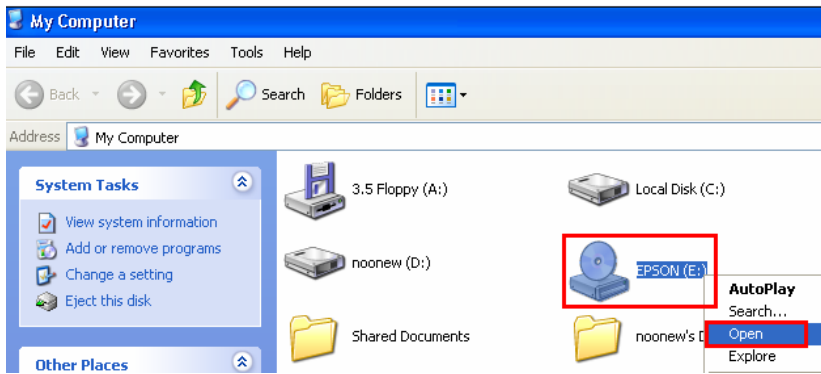 My Computer
File Edit View Favorites Tools Help
Back Search Folders
Address My Computer
System Tasks
View system information
Add or remove programs
Change a setting
Eject this disk
Other Places
3.5 Floppy (A:) Local Disk (C:)
noonew (D:) EPSON (E:)
Shared Documents noonew's
AutoPlay
Search...
Open
Explore